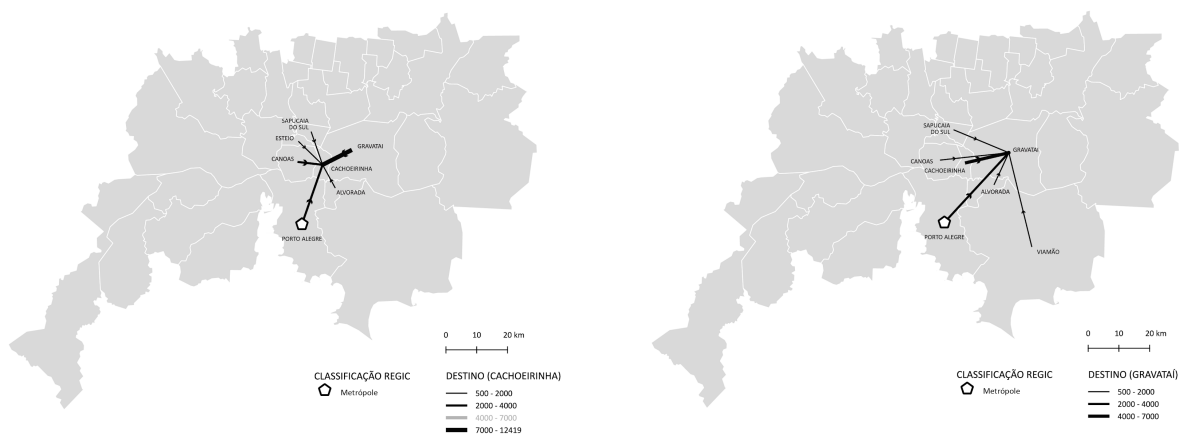 SAPUCAIA
DO SUL
ESTEIO
GRAVATAI
CANOAS
CACHOEIRINHA
ALVORADA
PORTO ALEGRE
0 10 20 km
CLASSIFICAÇÃO REGIC
Metrópole
DESTINO (CACHOEIRINHA)
500 - 2000
2000 - 4000
4000 - 7000
7000 - 12419
SAPUCAIA
DO SUL
GRAVATAI
CANOAS
CACHOEIRINHA
ALVORADA
PORTO ALEGRE
VIAMÃO
0 10 20 km
CLASSIFICAÇÃO REGIC
Metrópole
DESTINO (GRAVATAÍ)
500 - 2000
2000 - 4000
4000 - 7000